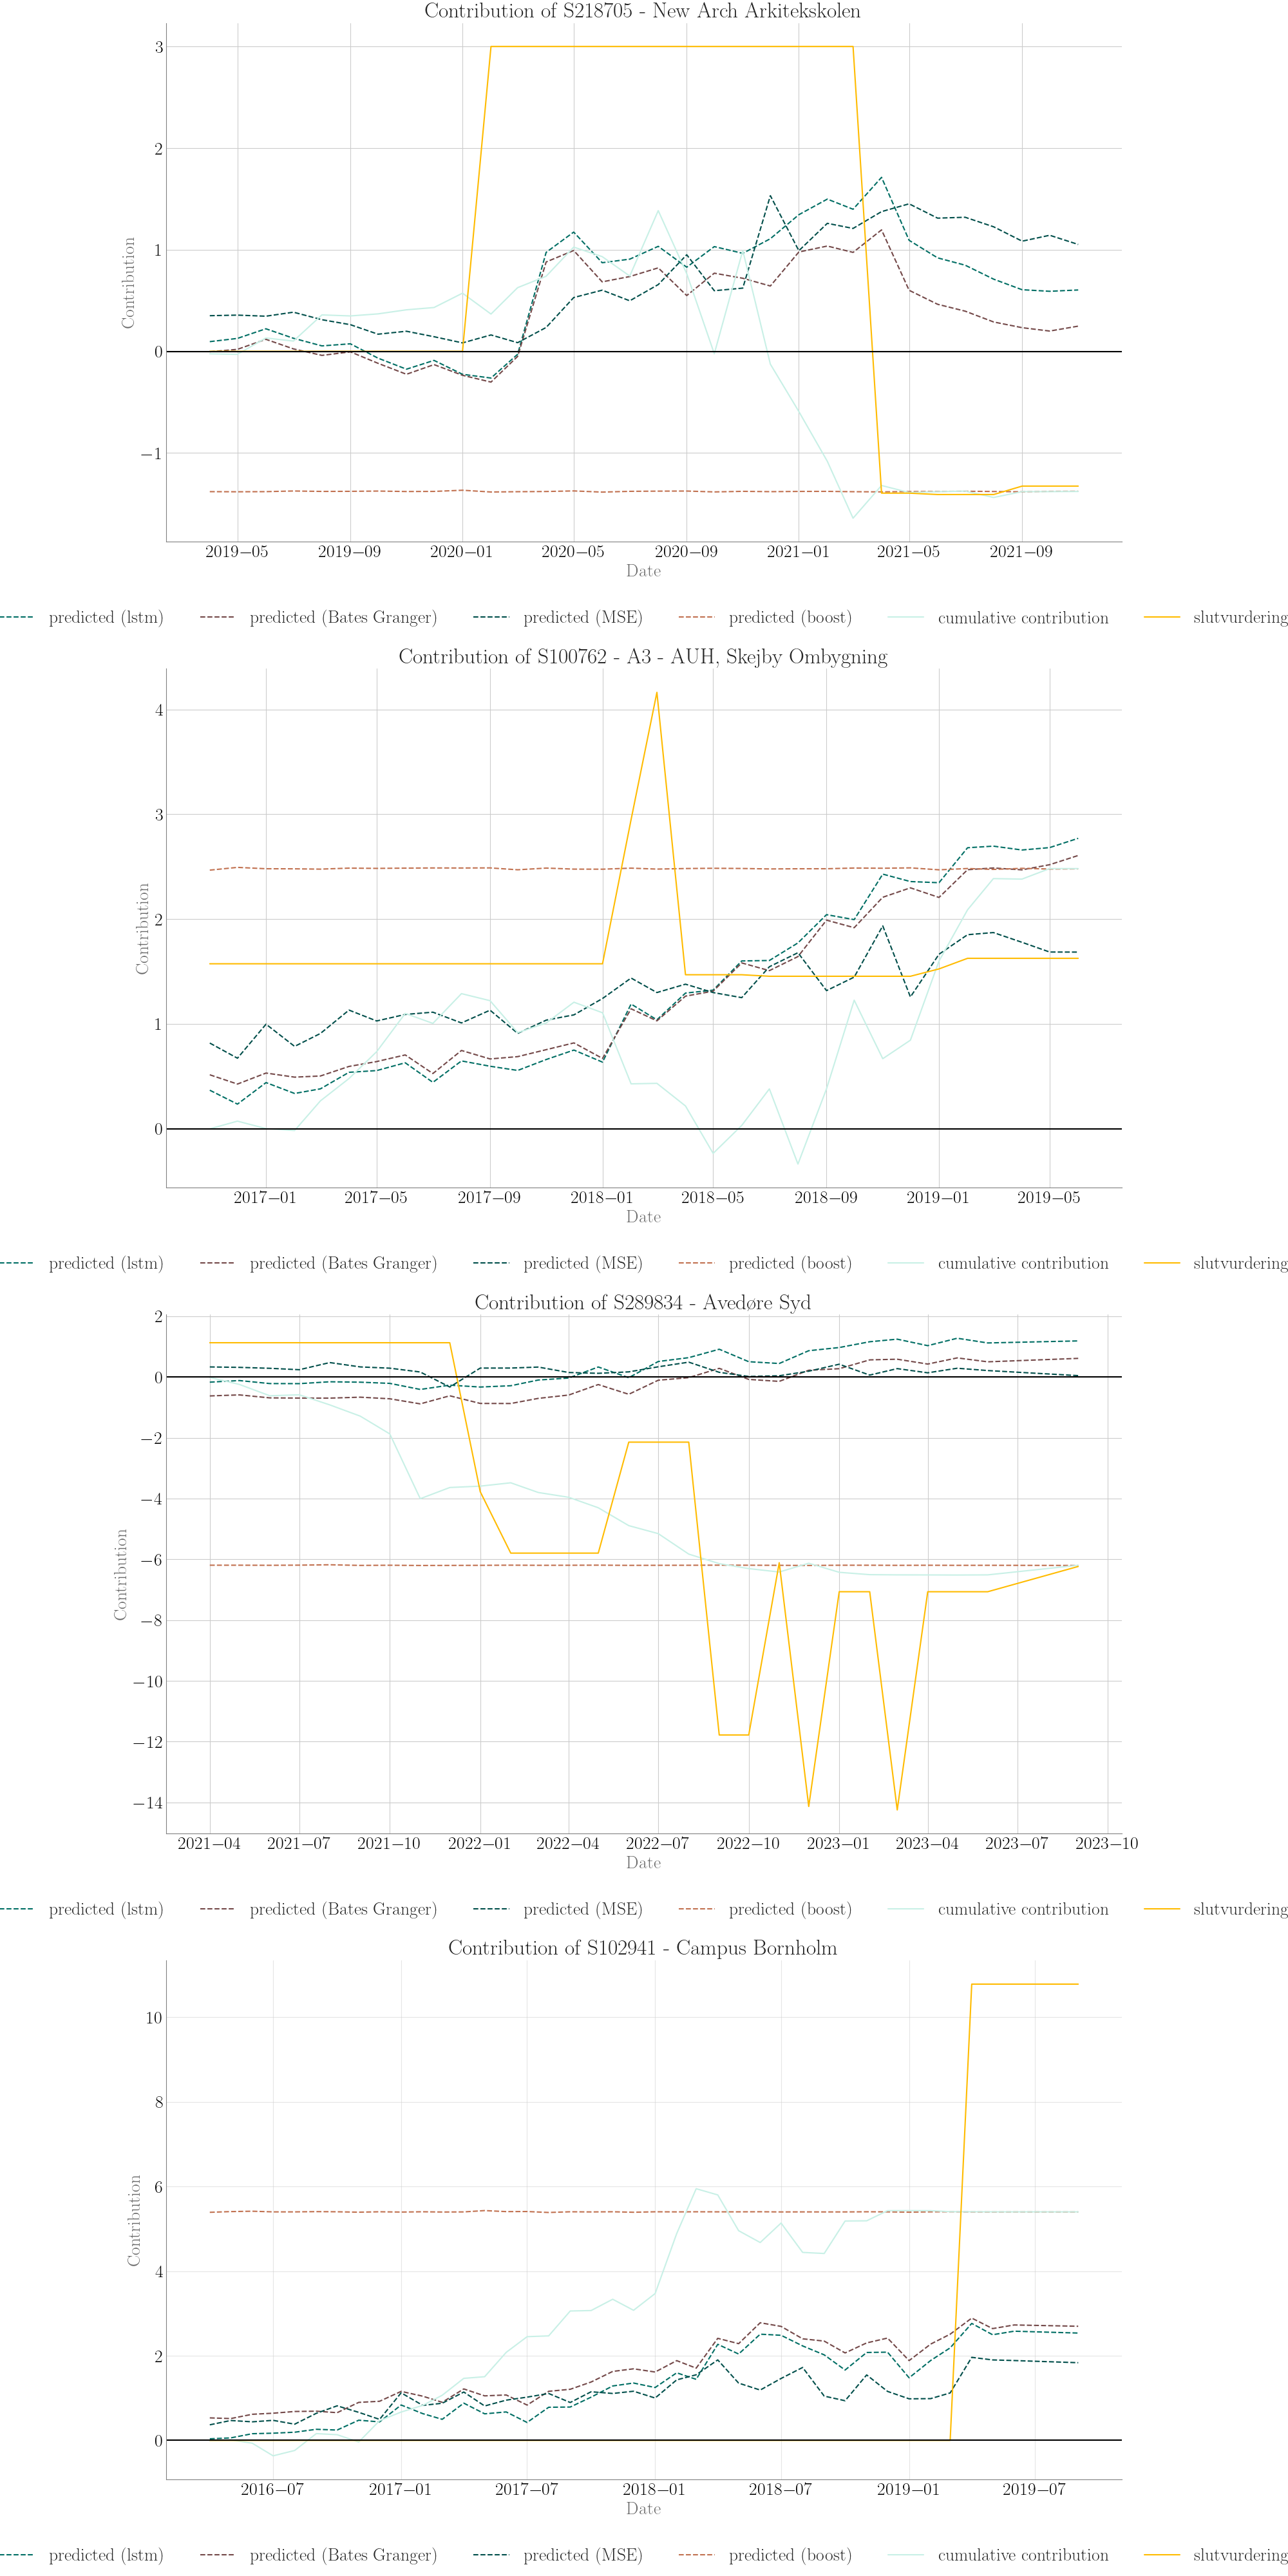 Contribution of S218705 - New Arch Arkitekskolen
3
2
1
0
−1
Contribution
2019−05 2019−09 2020−01 2020−05 2020−09 2021−01 2021−05 2021−09
Date
predicted (lstm) predicted (Bates Granger) predicted (MSE) predicted (boost) cumulative contribution slutvurdering
Contribution of S100762 - A3 - AUH, Skejby Ombygning
4
3
2
1
0
Contribution
2017−01 2017−05 2017−09 2018−01 2018−05 2018−09 2019−01 2019−05
Date
predicted (lstm) predicted (Bates Granger) predicted (MSE) predicted (boost) cumulative contribution slutvurdering
Contribution of S289834 - Avedøre Syd
2
0
−2
−4
−6
−8
−10
−12
−14
Contribution
2021−04 2021−07 2021−10 2022−01 2022−04 2022−07 2022−10 2023−01 2023−04 2023−07 2023−10
Date
predicted (lstm) predicted (Bates Granger) predicted (MSE) predicted (boost) cumulative contribution slutvurdering
Contribution of S102941 - Campus Bornholm
10
8
6
4
2
0
Contribution
2016−07 2017−01 2017−07 2018−01 2018−07 2019−01 2019−07
Date
predicted (lstm) predicted (Bates Granger) predicted (MSE) predicted (boost) cumulative contribution slutvurdering